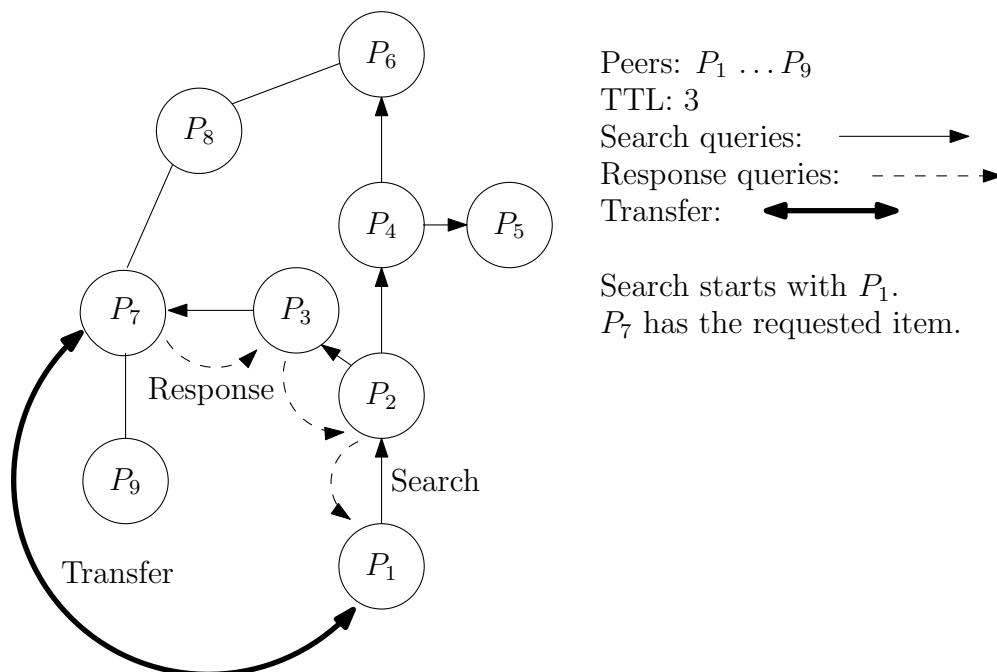 P₆
P₈
P₄
P₅
P₇
P₃
P₂
P₉
P₁
Response
Search
Transfer
Peers: P₁ … P₉
TTL: 3
Search queries:
Response queries:
Transfer:
Search starts with P₁.
P₇ has the requested item.